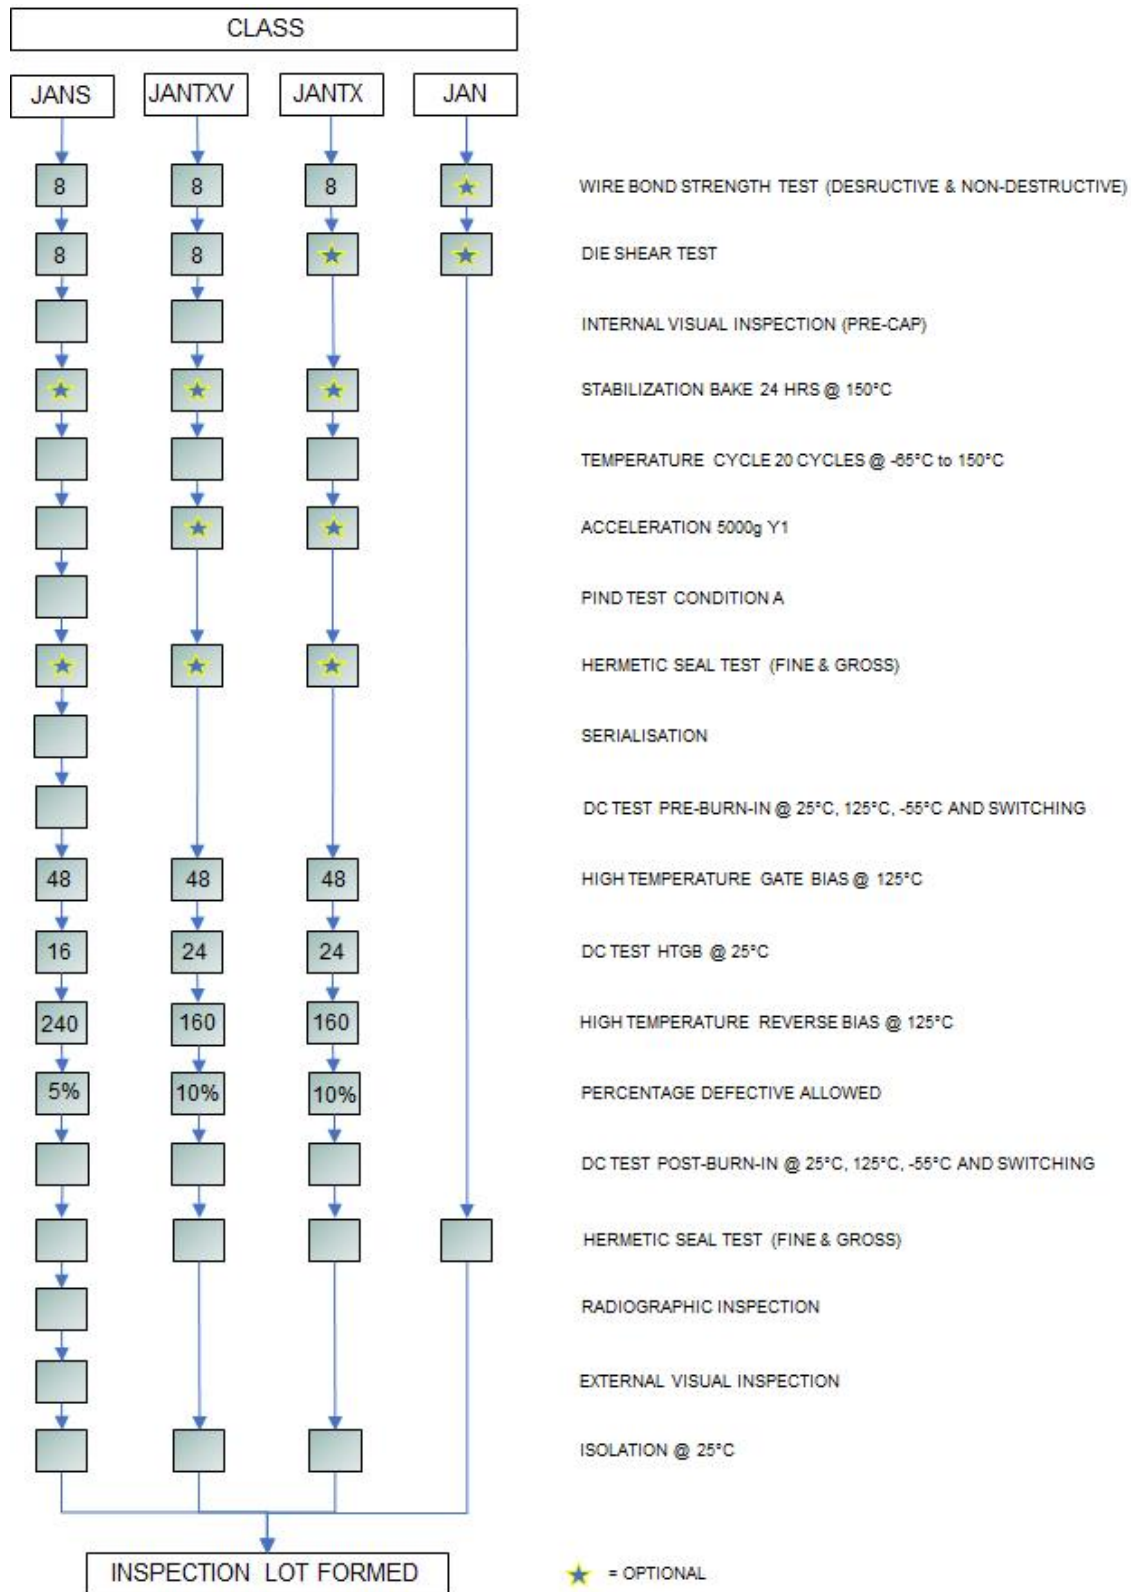 CLASS
JANS JANTXV JANTX JAN
8 8 8 WIRE BOND STRENGTH TEST (DESRUCTIVE & NON-DESTRUCTIVE)
8 8 DIE SHEAR TEST
INTERNAL VISUAL INSPECTION (PRE-CAP)
STABILIZATION BAKE 24 HRS @ 150°C
TEMPERATURE CYCLE 20 CYCLES @ -65°C to 150°C
ACCELERATION 5000g Y1
PIND TEST CONDITION A
HERMETIC SEAL TEST (FINE & GROSS)
SERIALISATION
DC TEST PRE-BURN-IN @ 25°C, 125°C, -55°C AND SWITCHING
48 48 48 HIGH TEMPERATURE GATE BIAS @ 125°C
16 24 24 DC TEST HTGB @ 25°C
240 160 160 HIGH TEMPERATURE REVERSE BIAS @ 125°C
5% 10% 10% PERCENTAGE DEFECTIVE ALLOWED
DC TEST POST-BURN-IN @ 25°C, 125°C, -55°C AND SWITCHING
HERMETIC SEAL TEST (FINE & GROSS)
RADIOGRAPHIC INSPECTION
EXTERNAL VISUAL INSPECTION
ISOLATION @ 25°C
INSPECTION LOT FORMED = OPTIONAL